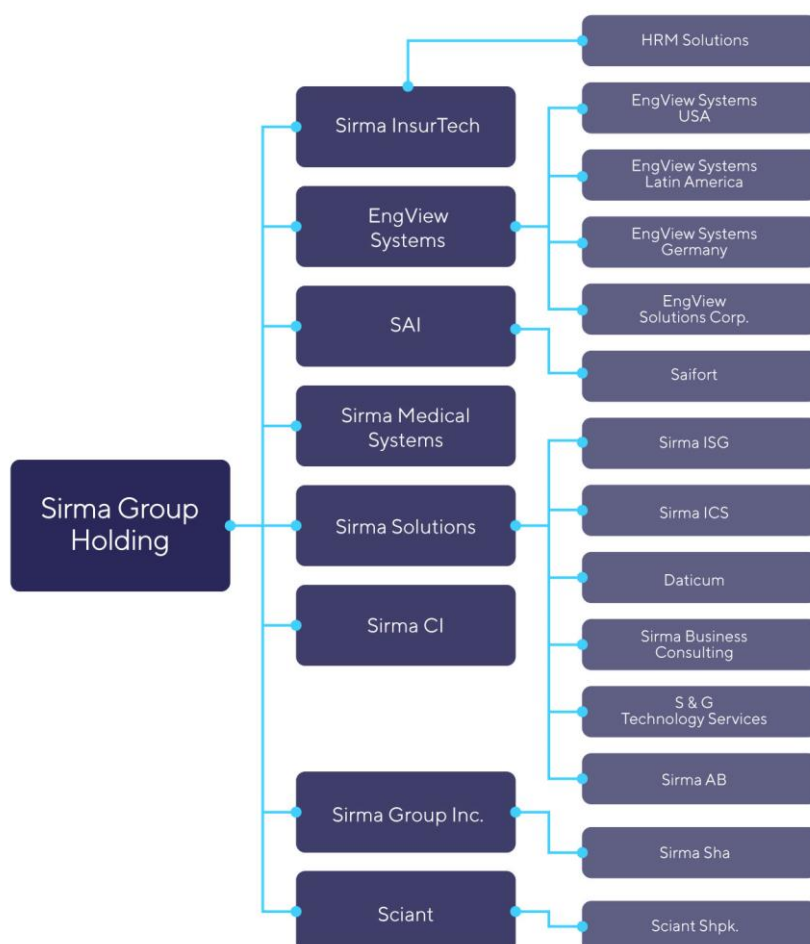 Sirma Group
Holding
Sirma InsurTech
EngView
Systems
SAI
Sirma Medical
Systems
Sirma Solutions
Sirma CI
Sirma Group Inc.
Sciant
HRM Solutions
EngView Systems
USA
EngView Systems
Latin America
EngView Systems
Germany
EngView
Solutions Corp.
Saifort
Sirma ISG
Sirma ICS
Daticum
Sirma Business
Consulting
S & G
Technology Services
Sirma AB
Sirma Sha
Sciant Shpk.